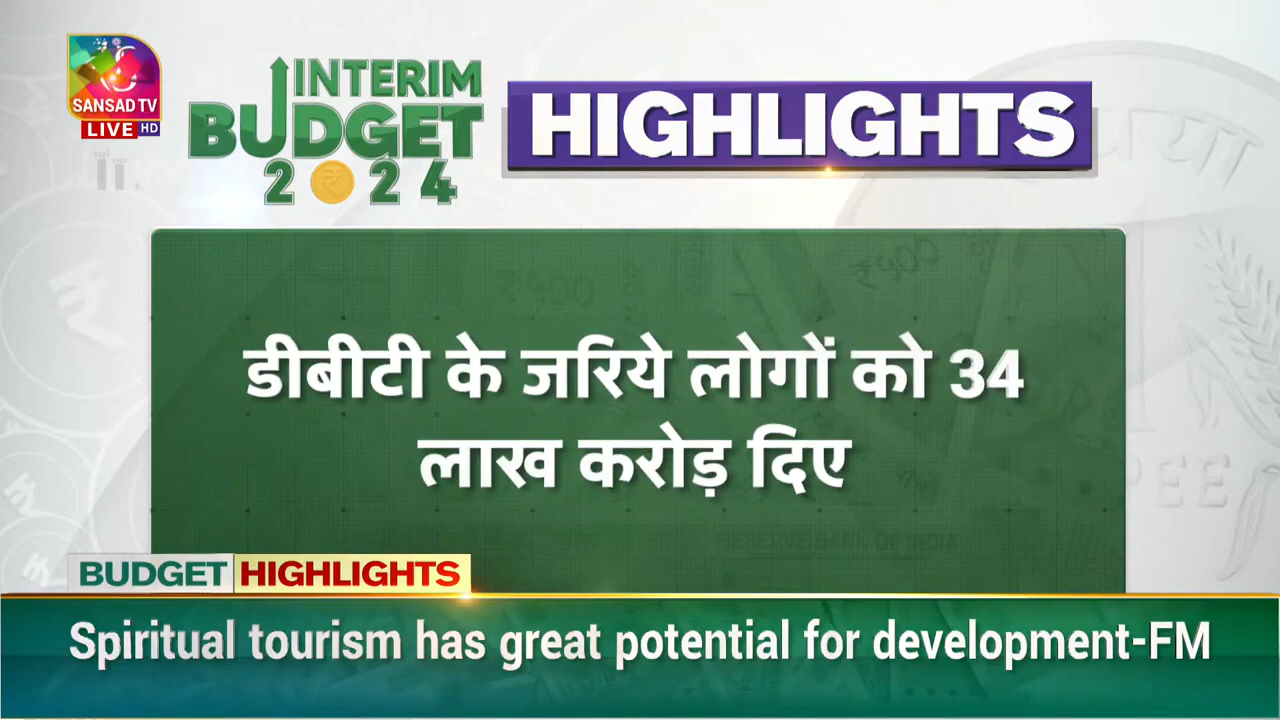 SANSAD TV
LIVE HD
INTERIM
BUDGET
2024
HIGHLIGHTS
डीबीटी के जरिये लोगों को 34
लाख करोड़ दिए
BUDGET HIGHLIGHTS
Spiritual tourism has great potential for development-FM